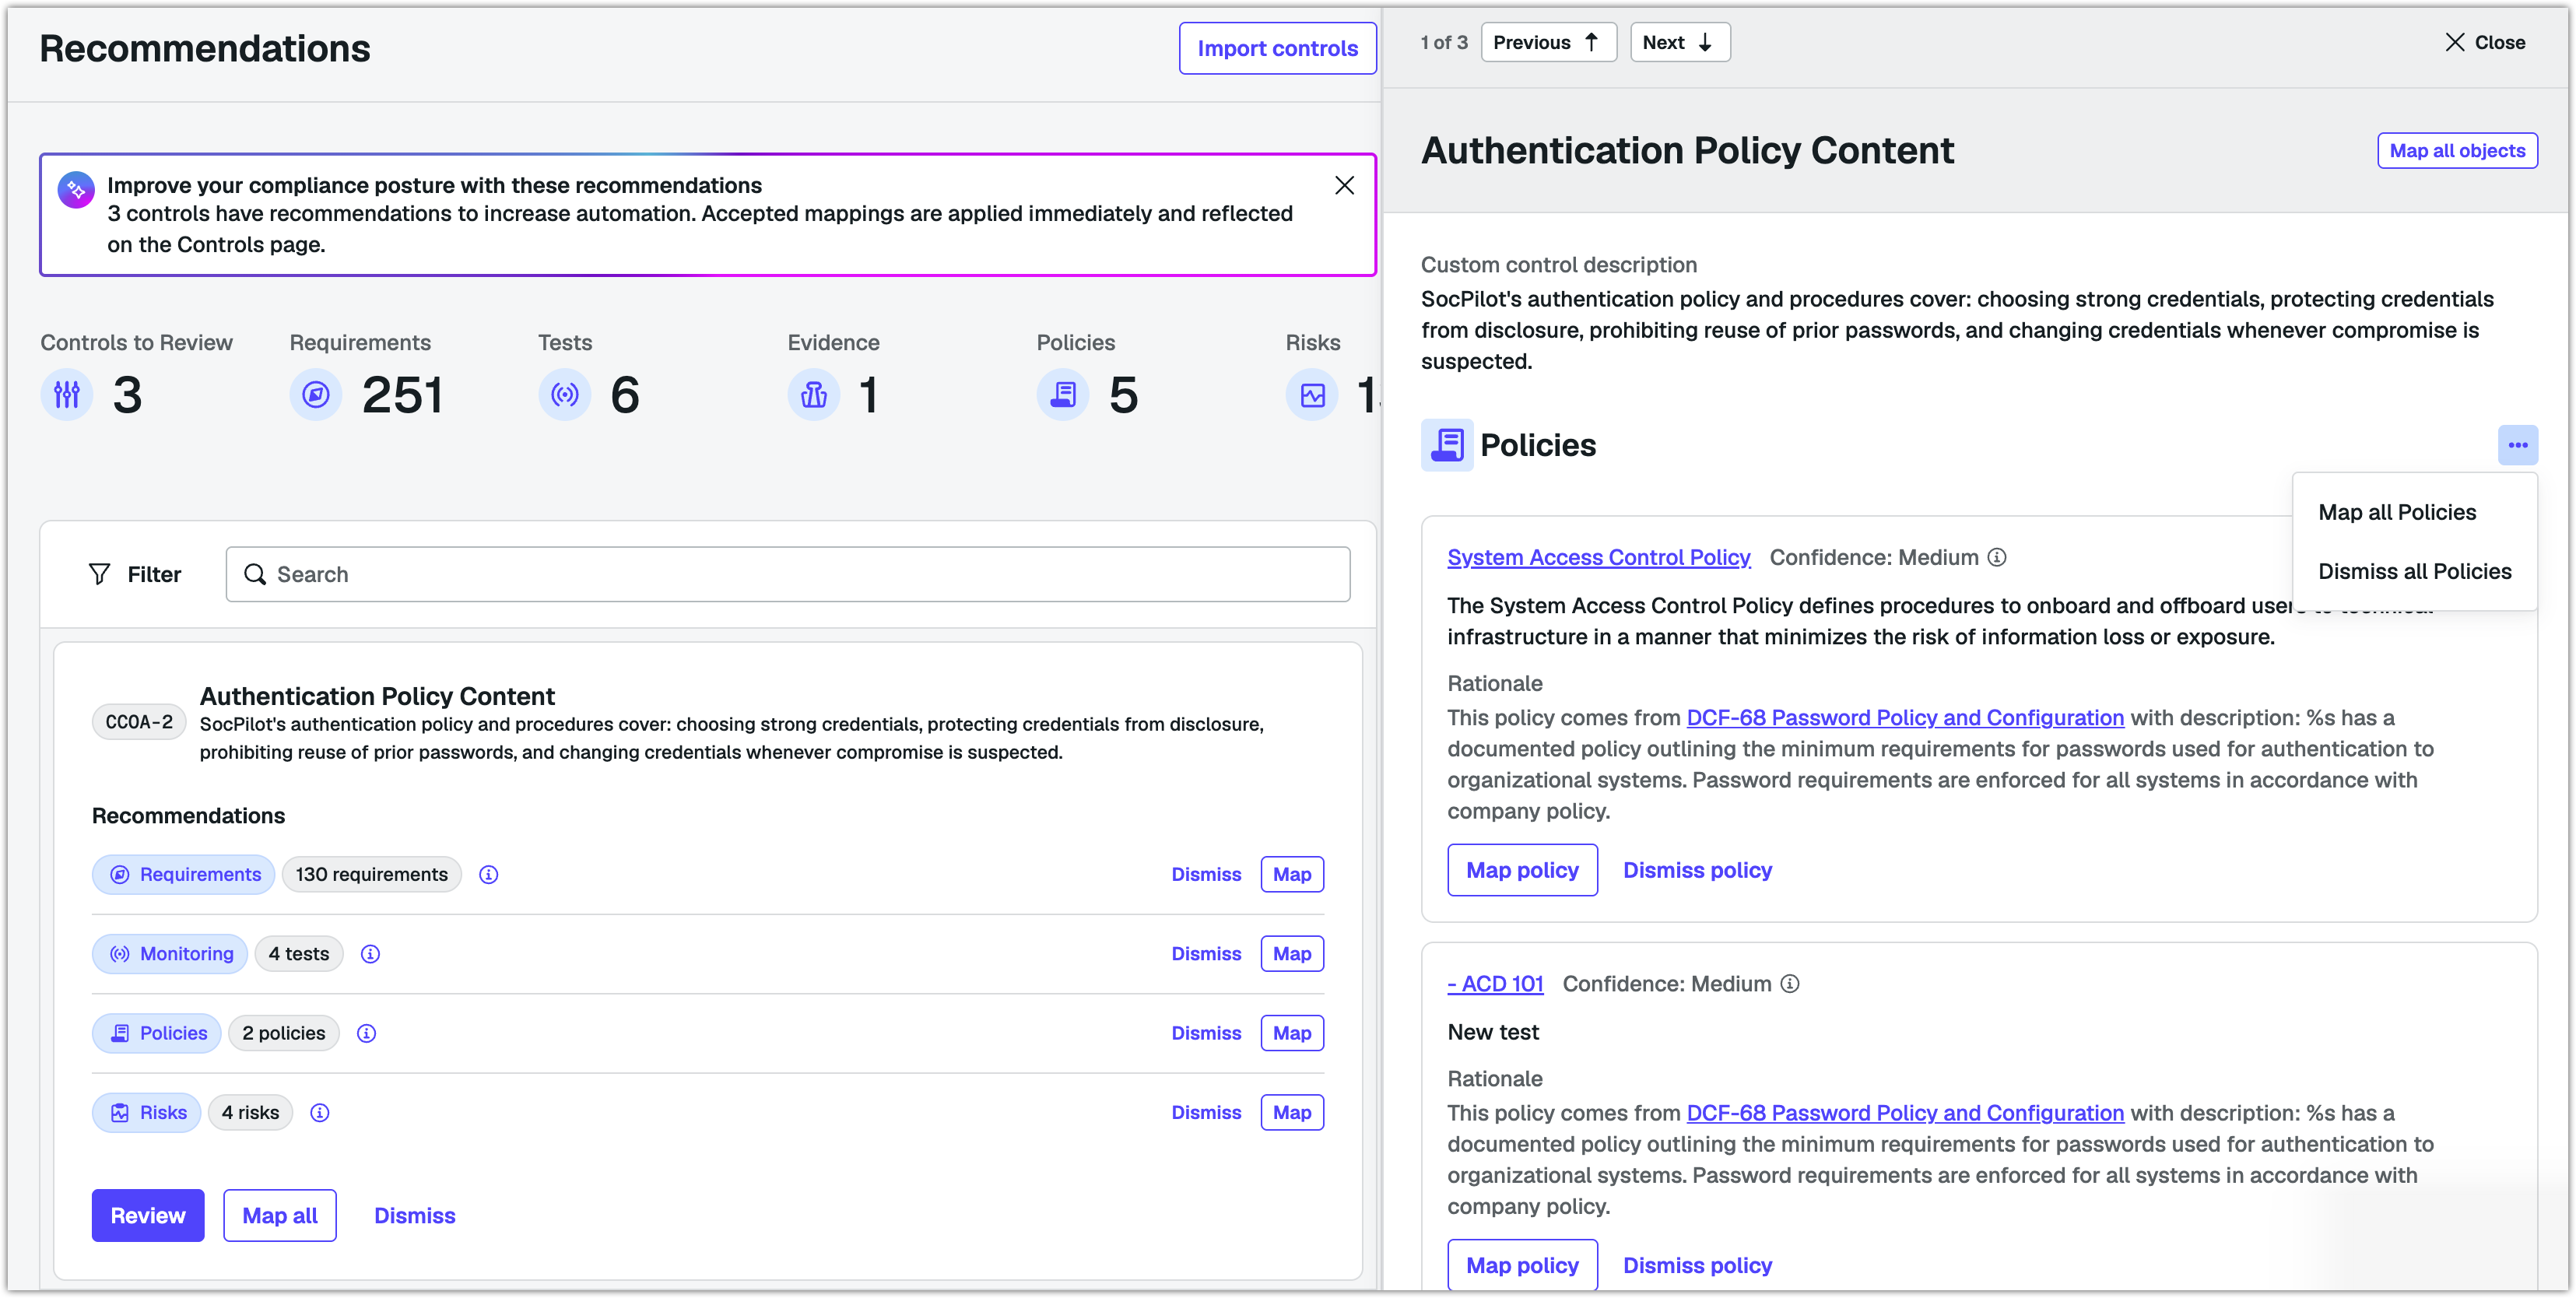 Recommendations
Import controls
Improve your compliance posture with these recommendations
3 controls have recommendations to increase automation. Accepted mappings are applied immediately and reflected
on the Controls page.
Controls to Review
3
Requirements
251
Tests
6
Evidence
1
Policies
5
Risks
Filter
Search
CCOA-2
Authentication Policy Content
SocPilot's authentication policy and procedures cover: choosing strong credentials, protecting credentials from disclosure,
prohibiting reuse of prior passwords, and changing credentials whenever compromise is suspected.
Recommendations
Requirements 130 requirements Dismiss Map
Monitoring 4 tests Dismiss Map
Policies 2 policies Dismiss Map
Risks 4 risks Dismiss Map
Review Map all Dismiss
1 of 3 Previous Next Close
Authentication Policy Content
Map all objects
Custom control description
SocPilot's authentication policy and procedures cover: choosing strong credentials, protecting credentials
from disclosure, prohibiting reuse of prior passwords, and changing credentials whenever compromise is
suspected.
Policies
Map all Policies
Dismiss all Policies
System Access Control Policy Confidence: Medium
The System Access Control Policy defines procedures to onboard and offboard
infrastructure in a manner that minimizes the risk of information loss or exposure.
Rationale
This policy comes from DCF-68 Password Policy and Configuration with description: %s has a
documented policy outlining the minimum requirements for passwords used for authentication to
organizational systems. Password requirements are enforced for all systems in accordance with
company policy.
Map policy Dismiss policy
- ACD 101 Confidence: Medium
New test
Rationale
This policy comes from DCF-68 Password Policy and Configuration with description: %s has a
documented policy outlining the minimum requirements for passwords used for authentication to
organizational systems. Password requirements are enforced for all systems in accordance with
company policy.
Map policy Dismiss policy